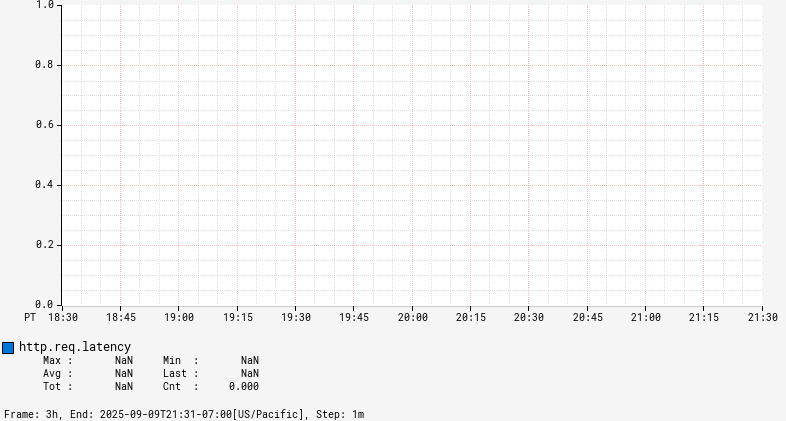 1.0
0.8
0.6
0.4
0.2
0.0
PT 18:30 18:45 19:00 19:15 19:30 19:45 20:00 20:15 20:30 20:45 21:00 21:15 21:30
http.req.latency
Max : NaN Min : NaN
Avg : NaN Last : NaN
Tot : NaN Cnt : 0.000
Frame: 3h, End: 2025-09-09T21:31-07:00[US/Pacific], Step: 1m